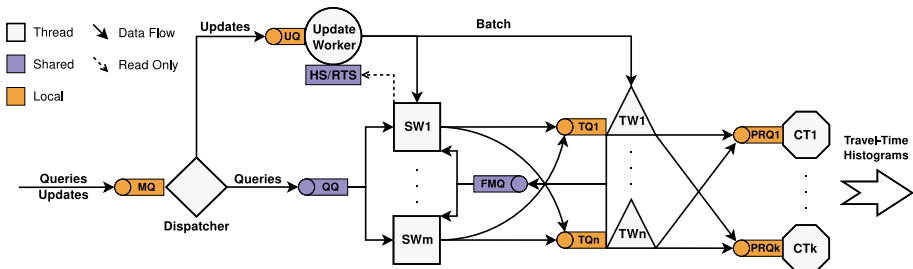 Thread
Data Flow
Shared
Read Only
Local
Updates
UQ
Update
Worker
HS/RTS
Batch
Queries
Updates
MQ
Dispatcher
Queries
QQ
SW1
SWm
FMQ
TQ1
TQn
TW1
TWn
PRQ1
CT1
PRQk
CTk
Travel-Time
Histograms